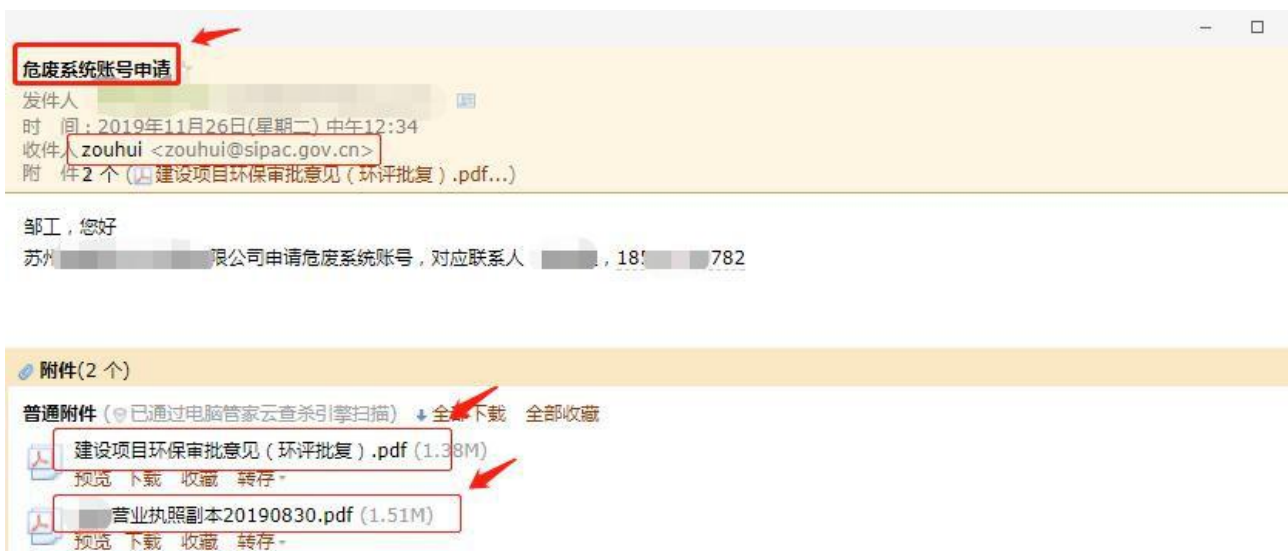 危废系统账号申请
发件人
时 间：2019年11月26日(星期二) 中午12:34
收件人 zouhui <zouhui@sipac.gov.cn>
附 件2 个 (建设项目环保审批意见（环评批复）.pdf...)
邹工，您好
苏州 限公司申请危废系统账号，对应联系人 ，18 782
附件(2 个)
普通附件 (已通过电脑管家云查杀引擎扫描) 全部下载 全部收藏
建设项目环保审批意见（环评批复）.pdf (1.38M)
预览 下载 收藏 转存
营业执照副本20190830.pdf (1.51M)
预览 下载 收藏 转存